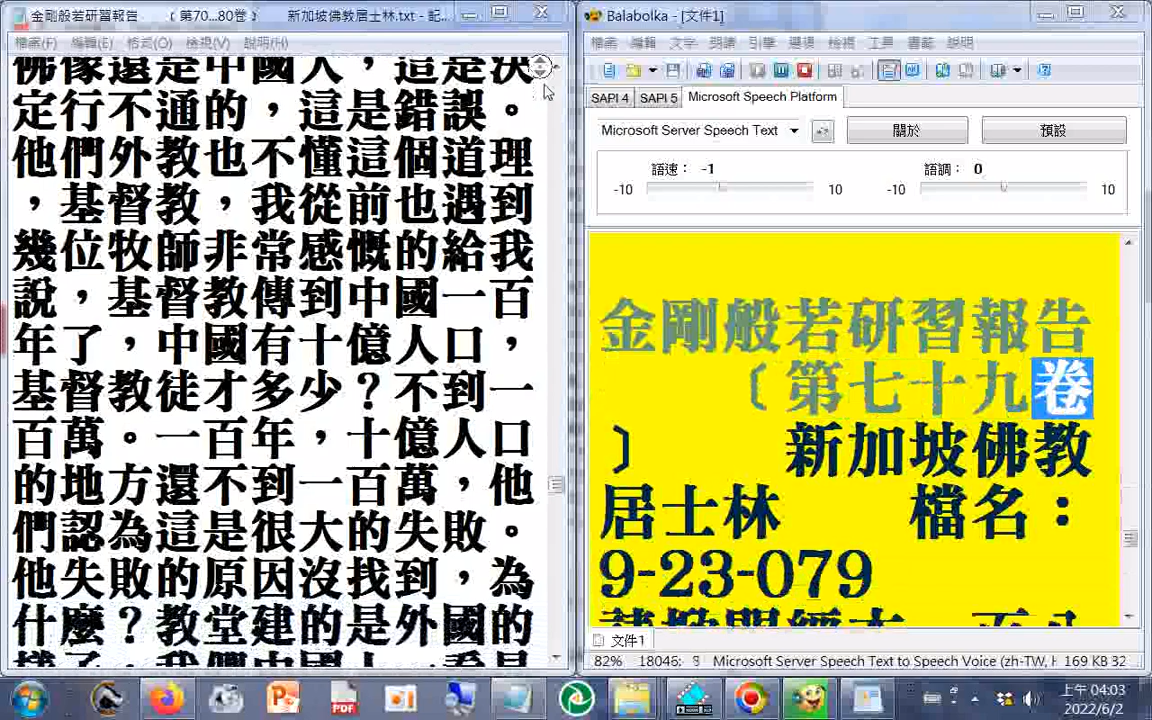 金剛般若研習報告 （第70...80卷） 新加坡佛教居士林.txt - 記...
檔案(F) 編輯(E) 格式(O) 檢視(V) 說明(H)
佛像還是中國人，這是決
定行不通的，這是錯誤。
他們外教也不懂這個道理
，基督教，我從前也遇到
幾位牧師非常感慨的給我
說，基督教傳到中國一百
年了，中國有十億人口，
基督教徒才多少？不到一
百萬。一百年，十億人口
的地方還不到一百萬，他
們認為這是很大的失敗。
他失敗的原因沒找到，為
什麼？教堂建的是外國的
樣子，我們中國人一看是
Balabolka - [文件1]
檔案 編輯 文字 朗讀 引擎 選項 檢視 工具 書籤 說明
SAPI 4 SAPI 5 Microsoft Speech Platform
Microsoft Server Speech Text 關於 預設
語速： -1 語調： 0
-10 10 -10 10
金剛般若研習報告
〔第七十九卷
〕 新加坡佛教
居士林 檔名：
9-23-079
文件1
82% 18045: Microsoft Server Speech Text to Speech Voice (zh-TW, H 169 KB 32
上午 04:03
2022/6/2